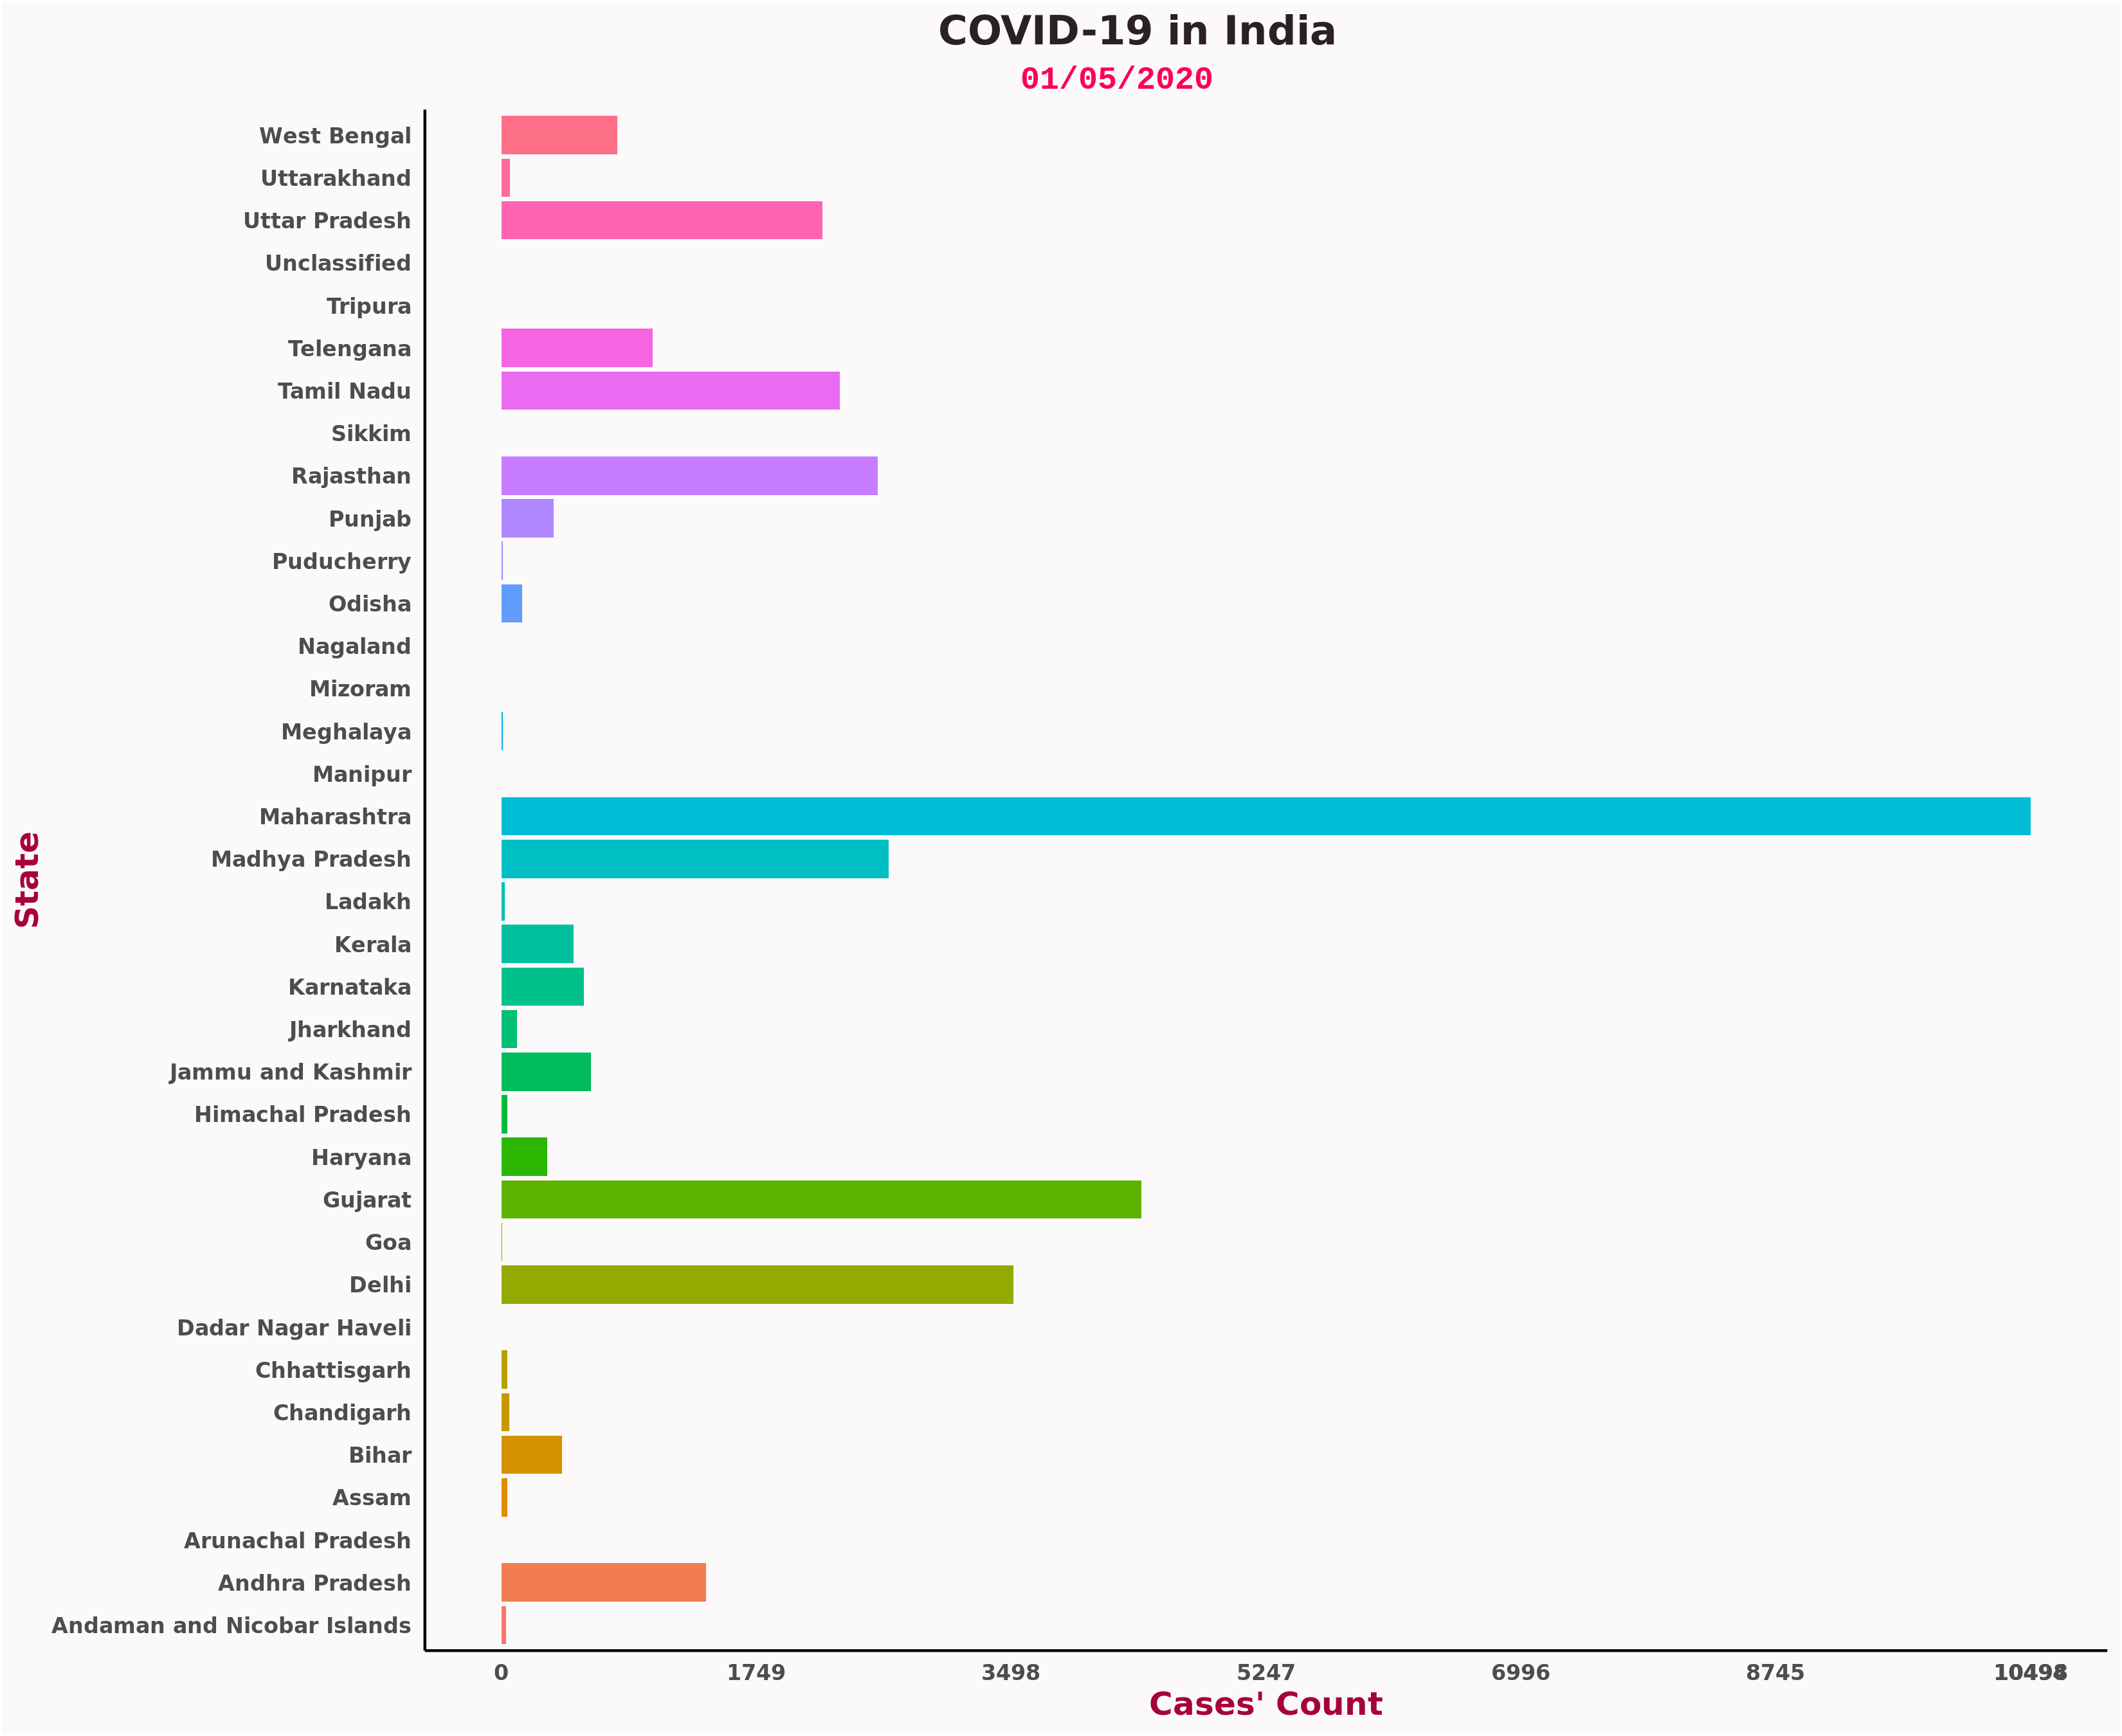 COVID-19 in India
01/05/2020
West Bengal
Uttarakhand
Uttar Pradesh
Unclassified
Tripura
Telengana
Tamil Nadu
Sikkim
Rajasthan
Punjab
Puducherry
Odisha
Nagaland
Mizoram
Meghalaya
Manipur
Maharashtra
Madhya Pradesh
Ladakh
Kerala
Karnataka
Jharkhand
Jammu and Kashmir
Himachal Pradesh
Haryana
Gujarat
Goa
Delhi
Dadar Nagar Haveli
Chhattisgarh
Chandigarh
Bihar
Assam
Arunachal Pradesh
Andhra Pradesh
Andaman and Nicobar Islands
State
0 1749 3498 5247 6996 8745
Cases' Count